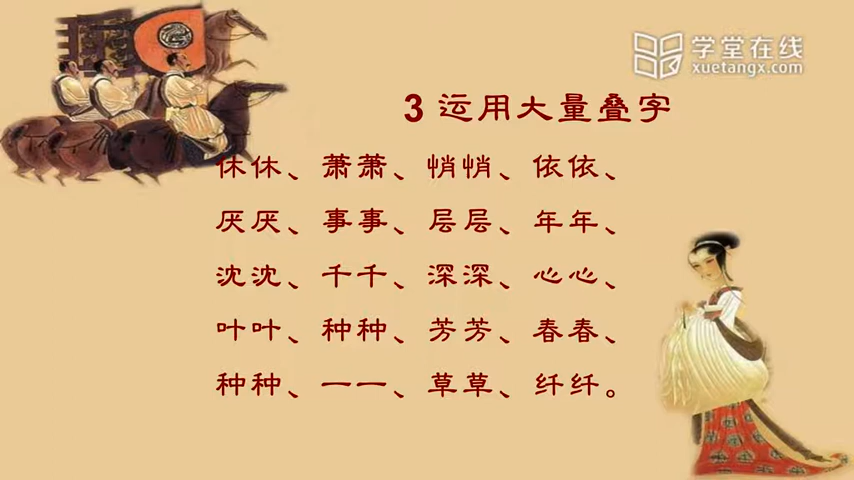 学堂在线
xuetangx.com
3 运用大量叠字
休休、萧萧、悄悄、依依、
厌厌、事事、层层、年年、
沈沈、千千、深深、心心、
叶叶、种种、芳芳、春春、
种种、一一、草草、纤纤。